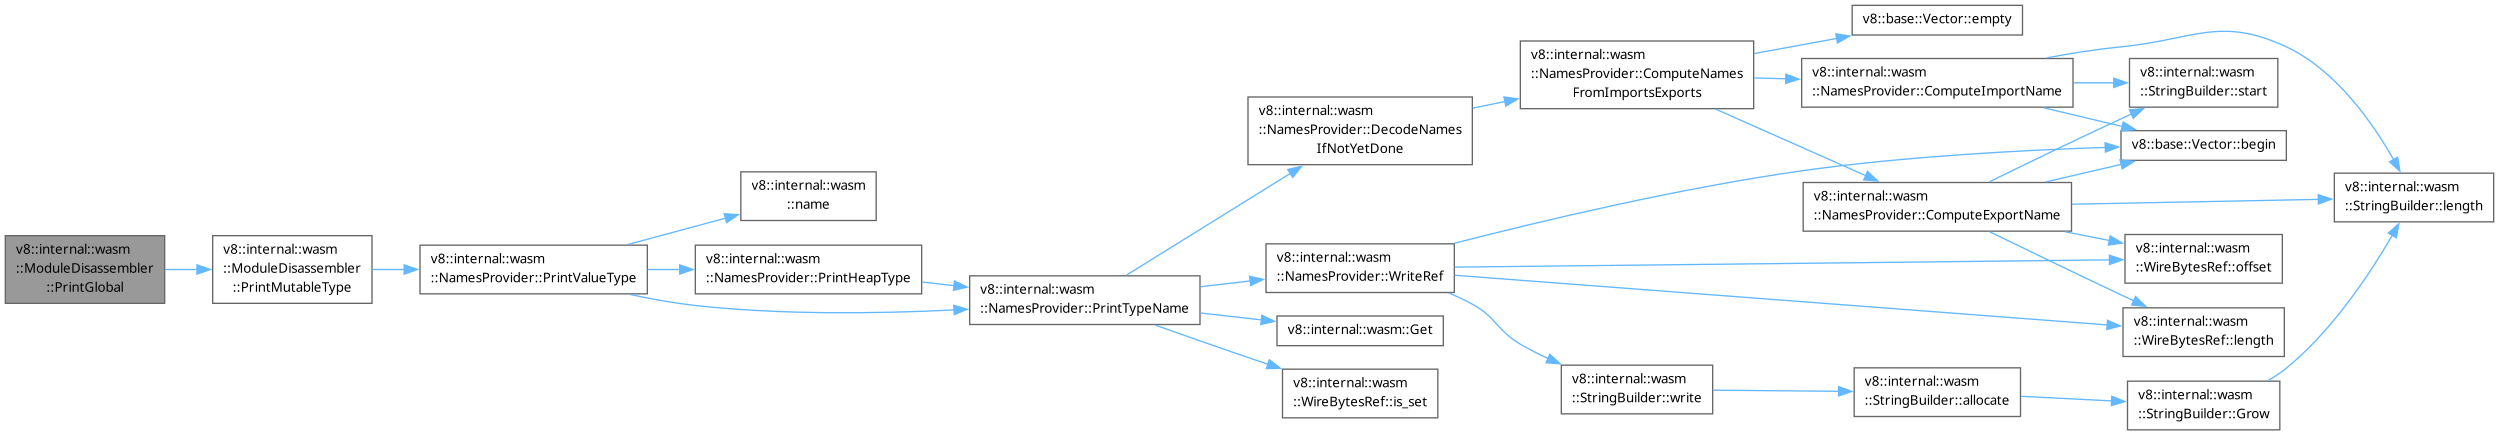 v8::internal::wasm
::ModuleDisassembler
::PrintGlobal
v8::internal::wasm
::ModuleDisassembler
::PrintMutableType
v8::internal::wasm
::NamesProvider::PrintValueType
v8::internal::wasm
::name
v8::internal::wasm
::NamesProvider::PrintHeapType
v8::internal::wasm
::NamesProvider::PrintTypeName
v8::internal::wasm
::NamesProvider::DecodeNames
IfNotYetDone
v8::internal::wasm
::NamesProvider::WriteRef
v8::internal::wasm::Get
v8::internal::wasm
::WireBytesRef::is_set
v8::internal::wasm
::NamesProvider::ComputeNames
FromImportsExports
v8::internal::wasm
::StringBuilder::write
v8::base::Vector::empty
v8::internal::wasm
::NamesProvider::ComputeImportName
v8::internal::wasm
::NamesProvider::ComputeExportName
v8::internal::wasm
::StringBuilder::allocate
v8::internal::wasm
::StringBuilder::start
v8::base::Vector::begin
v8::internal::wasm
::WireBytesRef::offset
v8::internal::wasm
::WireBytesRef::length
v8::internal::wasm
::StringBuilder::Grow
v8::internal::wasm
::StringBuilder::length